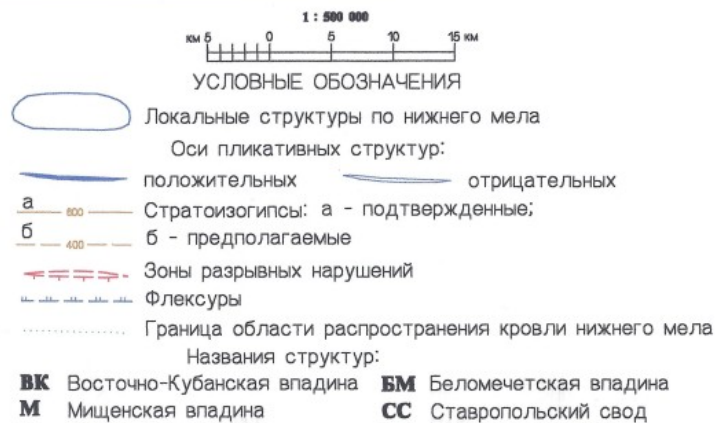 1 : 500 000
км 5 0 5 10 15 км
УСЛОВНЫЕ ОБОЗНАЧЕНИЯ
Локальные структуры по нижнего мела
Оси пликативных структур:
положительных отрицательных
а 800 Стратоизогипсы: а - подтвержденные;
б 400 б - предполагаемые
Зоны разрывных нарушений
Флексуры
Граница области распространения кровли нижнего мела
Названия структур:
ВК Восточно-Кубанская впадина БМ Беломечетская впадина
М Мищенская впадина СС Ставропольский свод